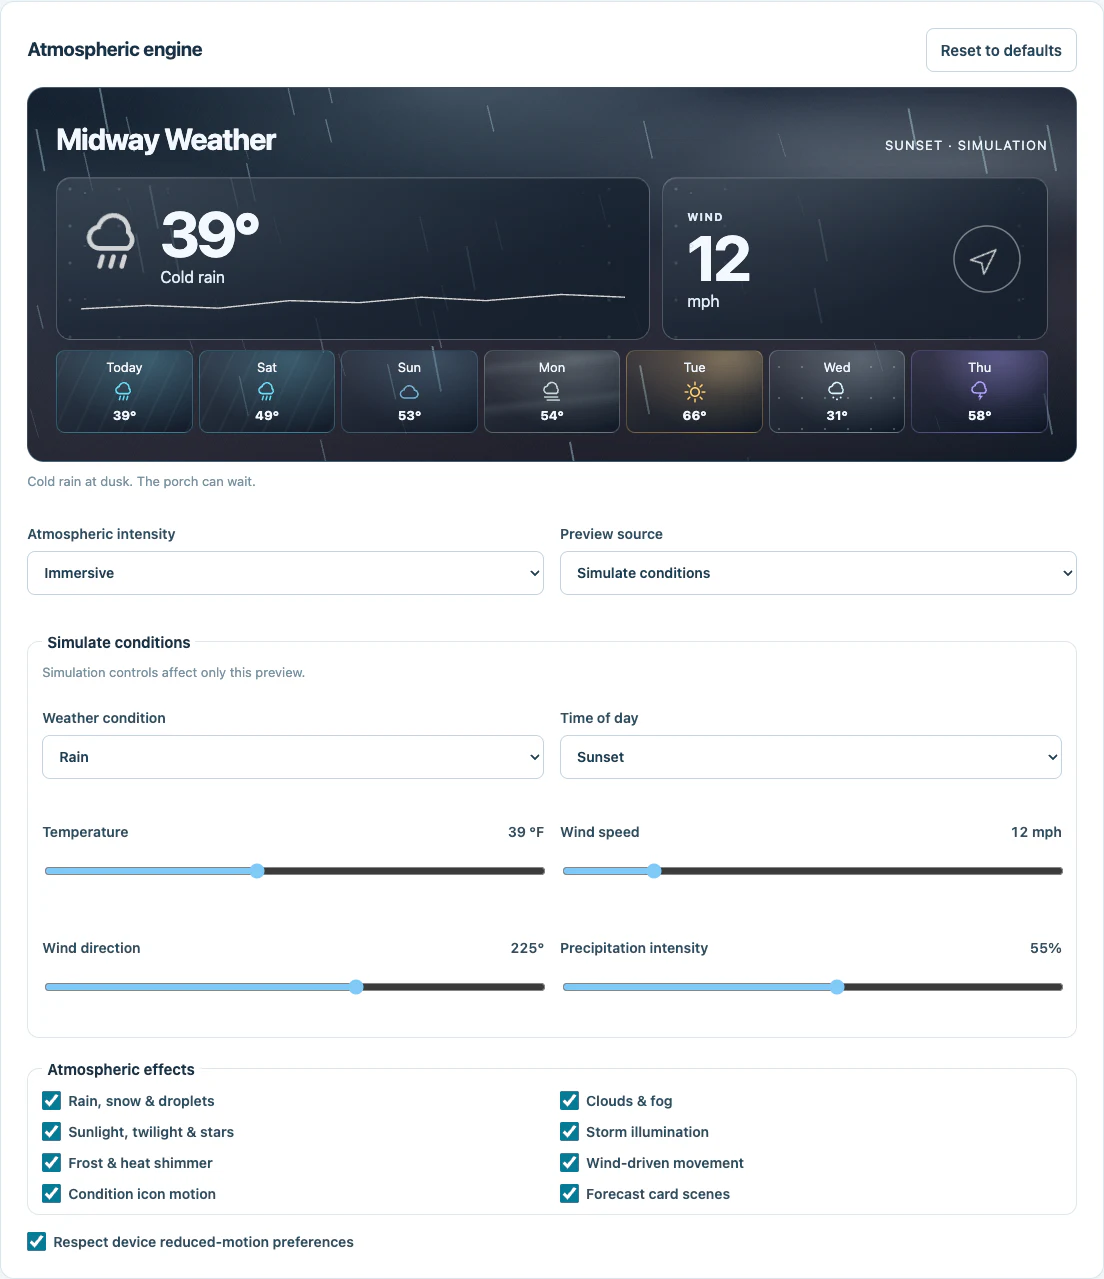 Atmospheric engine
Reset to defaults
Midway Weather
SUNSET · SIMULATION
39°
Cold rain
WIND
12
mph
Today Sat Sun Mon Tue Wed Thu
39° 49° 53° 54° 66° 31° 58°
Cold rain at dusk. The porch can wait.
Atmospheric intensity Preview source
Immersive Simulate conditions
Simulate conditions
Simulation controls affect only this preview.
Weather condition Time of day
Rain Sunset
Temperature 39 °F Wind speed 12 mph
Wind direction 225° Precipitation intensity 55%
Atmospheric effects
Rain, snow & droplets Clouds & fog
Sunlight, twilight & stars Storm illumination
Frost & heat shimmer Wind-driven movement
Condition icon motion Forecast card scenes
Respect device reduced-motion preferences